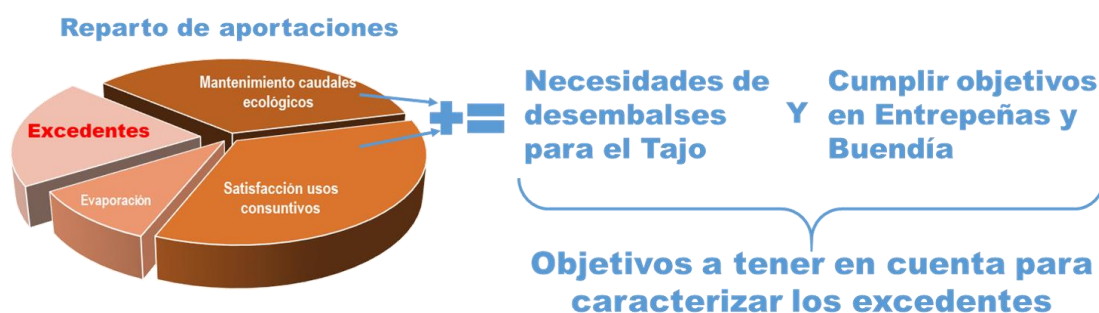 Reparto de aportaciones
Mantenimiento caudales
ecológicos
Excedentes
Evaporación
Satisfacción usos
consuntivos
+ =
Necesidades de
desembalses
para el Tajo
Y
Cumplir objetivos
en Entrepeñas y
Buendía
Objetivos a tener en cuenta para
caracterizar los excedentes